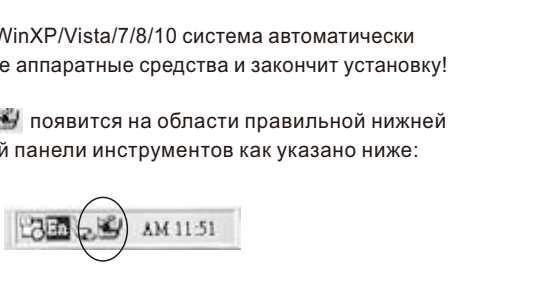 WinXP/Vista/7/8/10 система автоматически
е аппаратные средства и закончит установку!
появится на области правильной нижней
й панели инструментов как указано ниже:
En AM 11:51